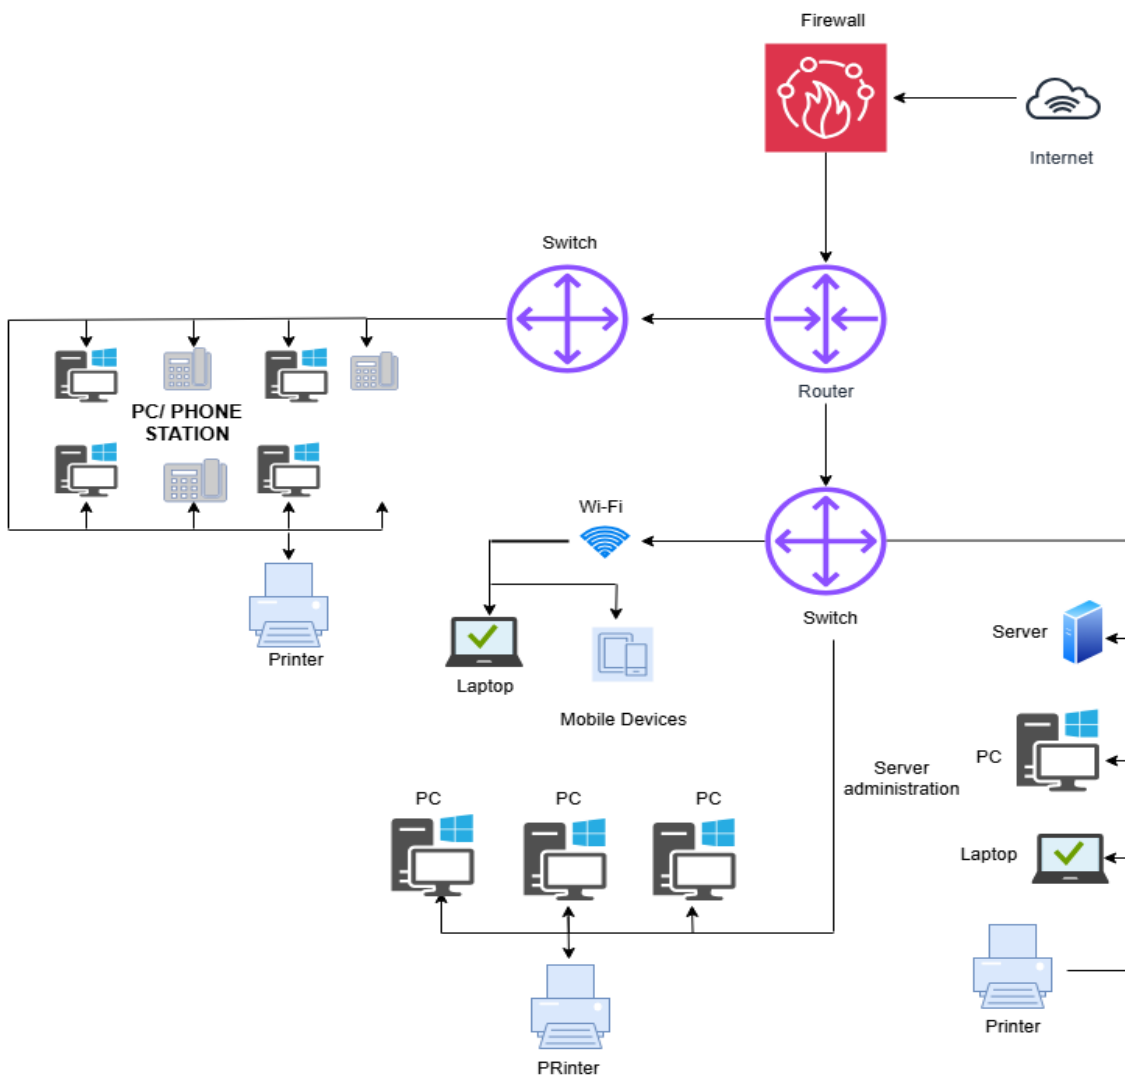 Firewall
Internet
Switch
Router
PC/ PHONE
STATION
Wi-Fi
Switch
Server
Printer
Laptop
Mobile Devices
PC
Server
administration
PC
PC
PC
Laptop
Printer
PRinter